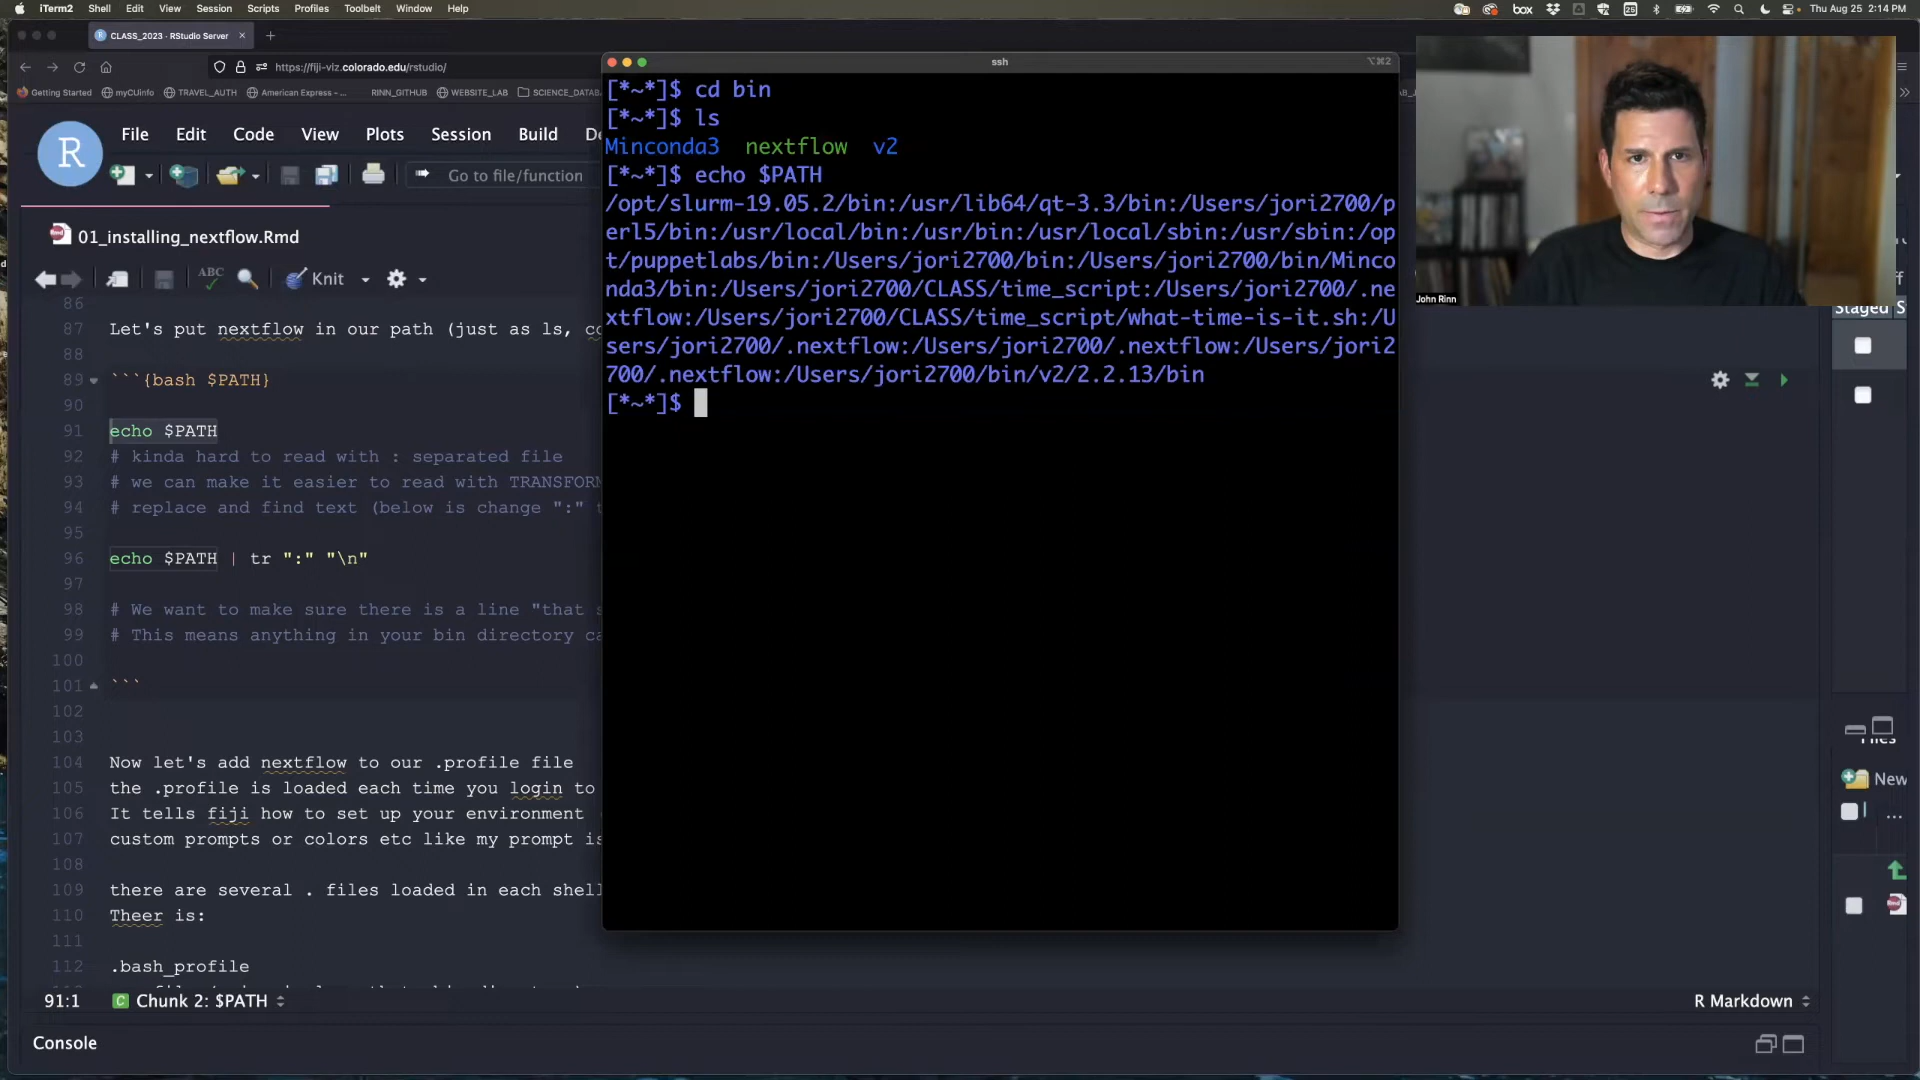 iTerm2 Shell Edit View Session Scripts Profiles Toolbelt Window Help
box 25 Thu Aug 25 2:14 PM
CLASS_2023 - RStudio Server
https://fiji-viz.colorado.edu/rstudio/
Getting Started myCUinfo TRAVEL_AUTH American Express - ... RINN_GITHUB WEBSITE_LAB SCIENCE_DATAB
R File Edit Code View Plots Session Build De
Go to file/function
01_installing_nextflow.Rmd
ABC Knit
86
87 Let's put nextflow in our path (just as ls, co
88
89 ```{bash $PATH}
90
91 echo $PATH
92 # kinda hard to read with : separated file
93 # we can make it easier to read with TRANSFORM
94 # replace and find text (below is change ":" t
95
96 echo $PATH | tr ":" "\n"
97
98 # We want to make sure there is a line "that s
99 # This means anything in your bin directory ca
100
101 ```
102
103
104 Now let's add nextflow to our .profile file
105 the .profile is loaded each time you login to
106 It tells fiji how to set up your environment
107 custom prompts or colors etc like my prompt is
108
109 there are several . files loaded in each shell
110 Theer is:
111
112 .bash_profile
91:1 Chunk 2: $PATH
R Markdown
Console
ssh
⌥⌘2
[*~*]$ cd bin
[*~*]$ ls
Minconda3 nextflow v2
[*~*]$ echo $PATH
/opt/slurm-19.05.2/bin:/usr/lib64/qt-3.3/bin:/Users/jori2700/p
erl5/bin:/usr/local/bin:/usr/bin:/usr/local/sbin:/usr/sbin:/op
t/puppetlabs/bin:/Users/jori2700/bin:/Users/jori2700/bin/Minco
nda3/bin:/Users/jori2700/CLASS/time_script:/Users/jori2700/.ne
xtflow:/Users/jori2700/CLASS/time_script/what-time-is-it.sh:/U
sers/jori2700/.nextflow:/Users/jori2700/.nextflow:/Users/jori2
700/.nextflow:/Users/jori2700/bin/v2/2.2.13/bin
[*~*]$
John Rinn
Staged S
Files
New
...